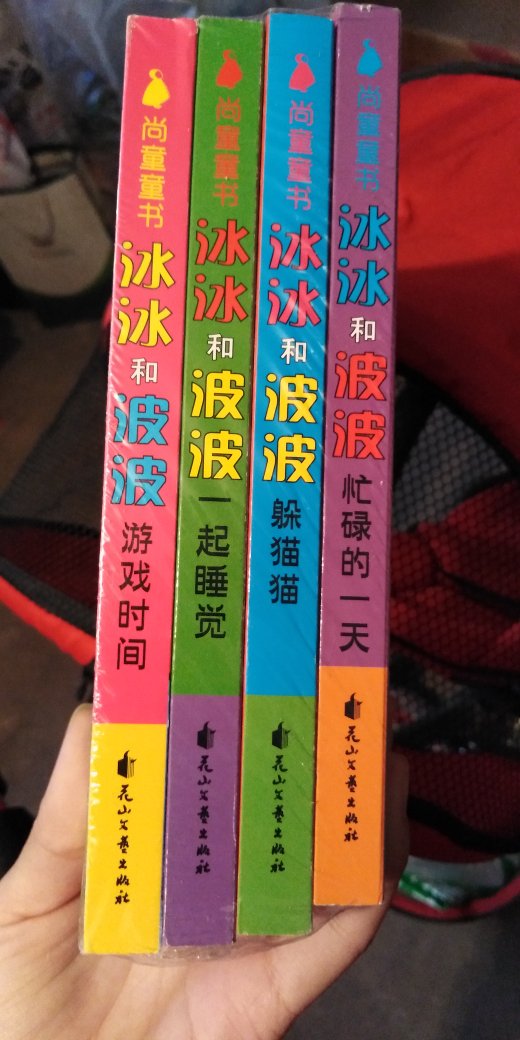 尚童童书
冰冰和波波
游戏时间
花山文艺出版社
尚童童书
冰冰和波波
一起睡觉
花山文艺出版社
尚童童书
冰冰和波波
躲猫猫
花山文艺出版社
尚童童书
冰冰和波波
忙碌的一天
花山文艺出版社